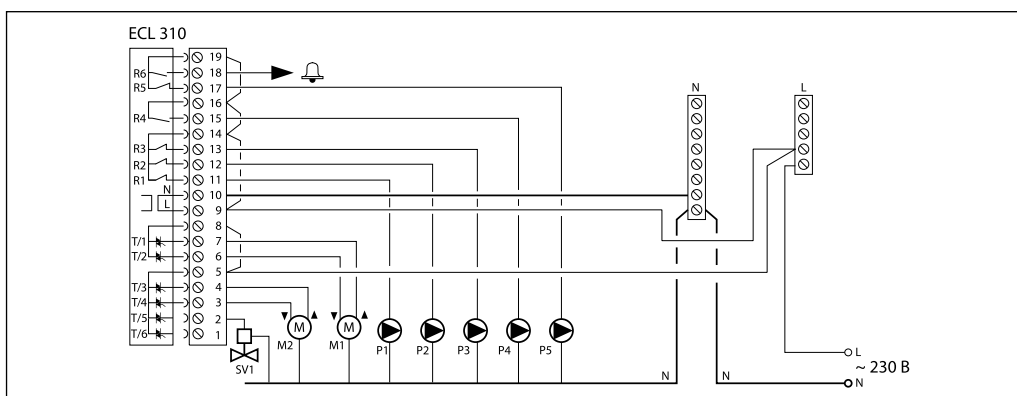 ECL 310
19
R6 18
R5 17
16 N L
R4 15
14
R3 13
R2 12
R1 11
N 10
L 9
8
T/1 7
T/2 6
5
T/3 4
T/4 3
T/5 2
T/6 1
M M
M2 M1 P1 P2 P3 P4 P5
SV1
L
~ 230 В
N N N